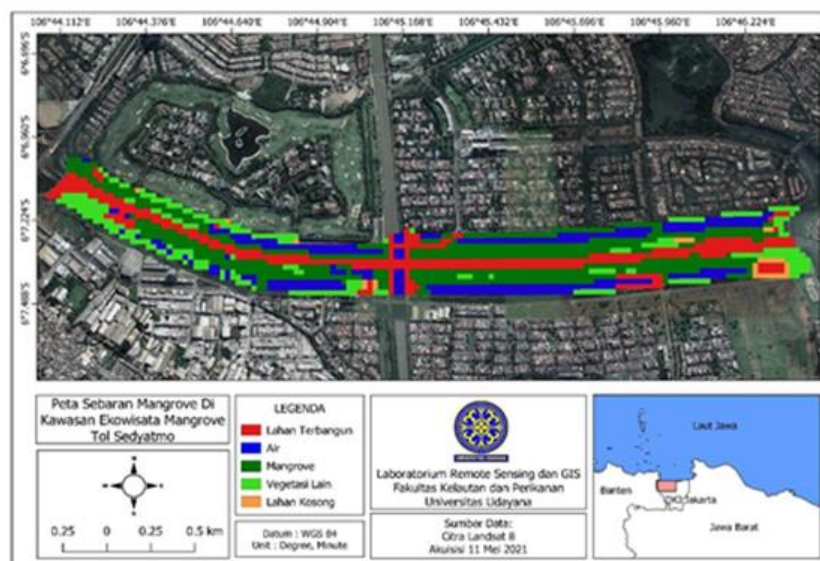 106°44.112'E 106°44.376'E 106°44.640'E 106°44.904'E 106°45.168'E 106°45.432'E 106°45.696'E 106°45.960'E 106°46.224'E
6°6.696'S
6°6.960'S
6°7.224'S
6°7.488'S
Peta Sebaran Mangrove Di
Kawasan Ekowisata Mangrove
Tol Sedyatmo
0.25 0 0.25 0.5 km
LEGENDA
Lahan Terbangun
Air
Mangrove
Vegetasi Lain
Lahan Kosong
Datum : WGS 84
Unit : Degree, Minute
Laboratorium Remote Sensing dan GIS
Fakultas Kelautan dan Perikanan
Universitas Udayana
Sumber Data:
Citra Landsat 8
Akuisisi 11 Mei 2021
Laut Jawa
Banten
DKI Jakarta
Jawa Barat